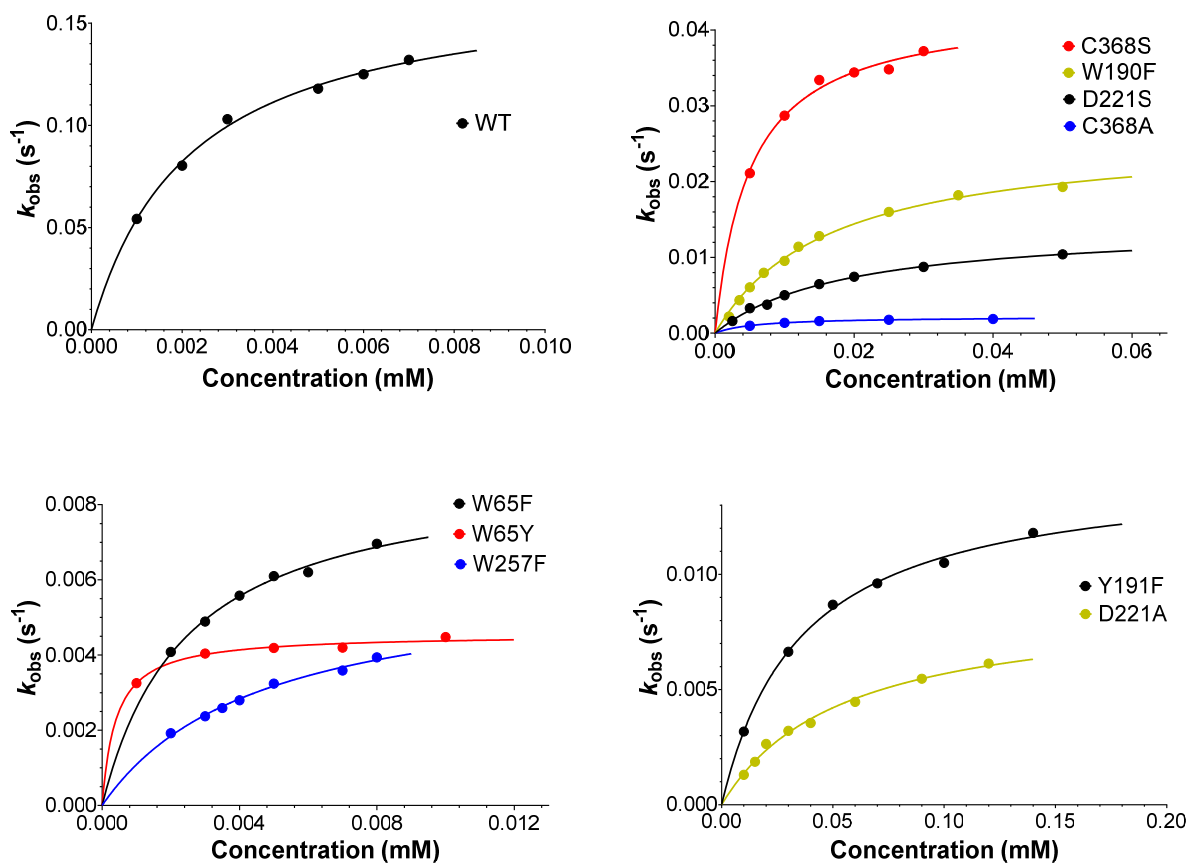 0.15
0.10
0.05
0.00
k_obs (s⁻¹)
WT
0.000 0.002 0.004 0.006 0.008 0.010
Concentration (mM)
0.04
0.03
0.02
0.01
0.00
k_obs (s⁻¹)
C368S
W190F
D221S
C368A
0.00 0.02 0.04 0.06
Concentration (mM)
0.008
0.006
0.004
0.002
0.000
k_obs (s⁻¹)
W65F
W65Y
W257F
0.000 0.004 0.008 0.012
Concentration (mM)
0.010
0.005
0.000
k_obs (s⁻¹)
Y191F
D221A
0.00 0.05 0.10 0.15 0.20
Concentration (mM)